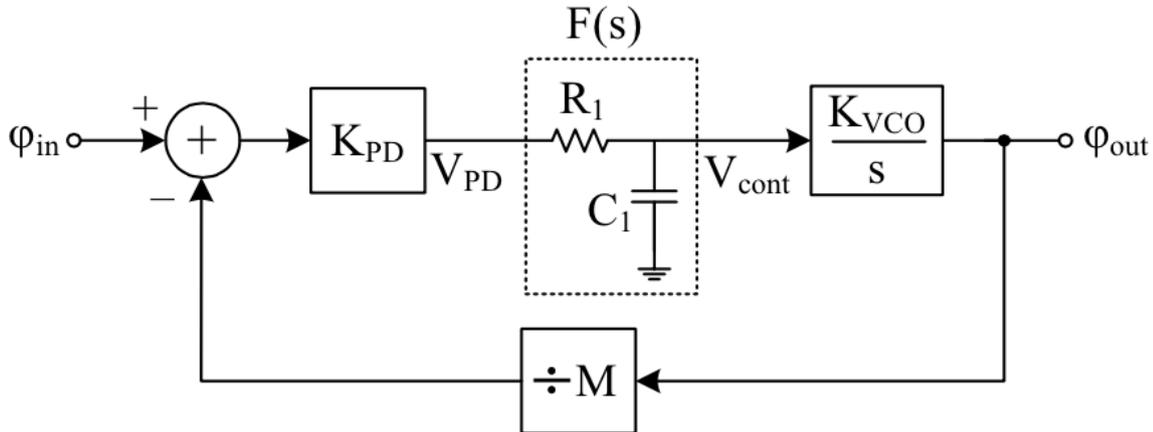 F(s)
φin
+
+
−
KPD
VPD
R1
C1
Vcont
KVCO
s
φout
÷M